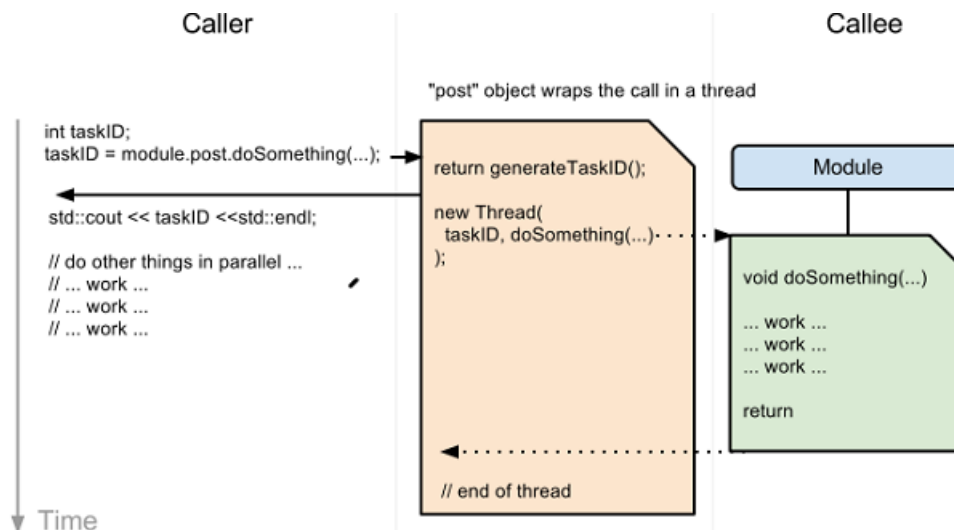 Caller
Callee
"post" object wraps the call in a thread
int taskID;
taskID = module.post.doSomething(...);
return generateTaskID();
Module
std::cout << taskID <<std::endl;
new Thread(
taskID, doSomething(...)
);
// do other things in parallel ...
// ... work ...
// ... work ...
// ... work ...
void doSomething(...)
... work ...
... work ...
... work ...
return
// end of thread
Time